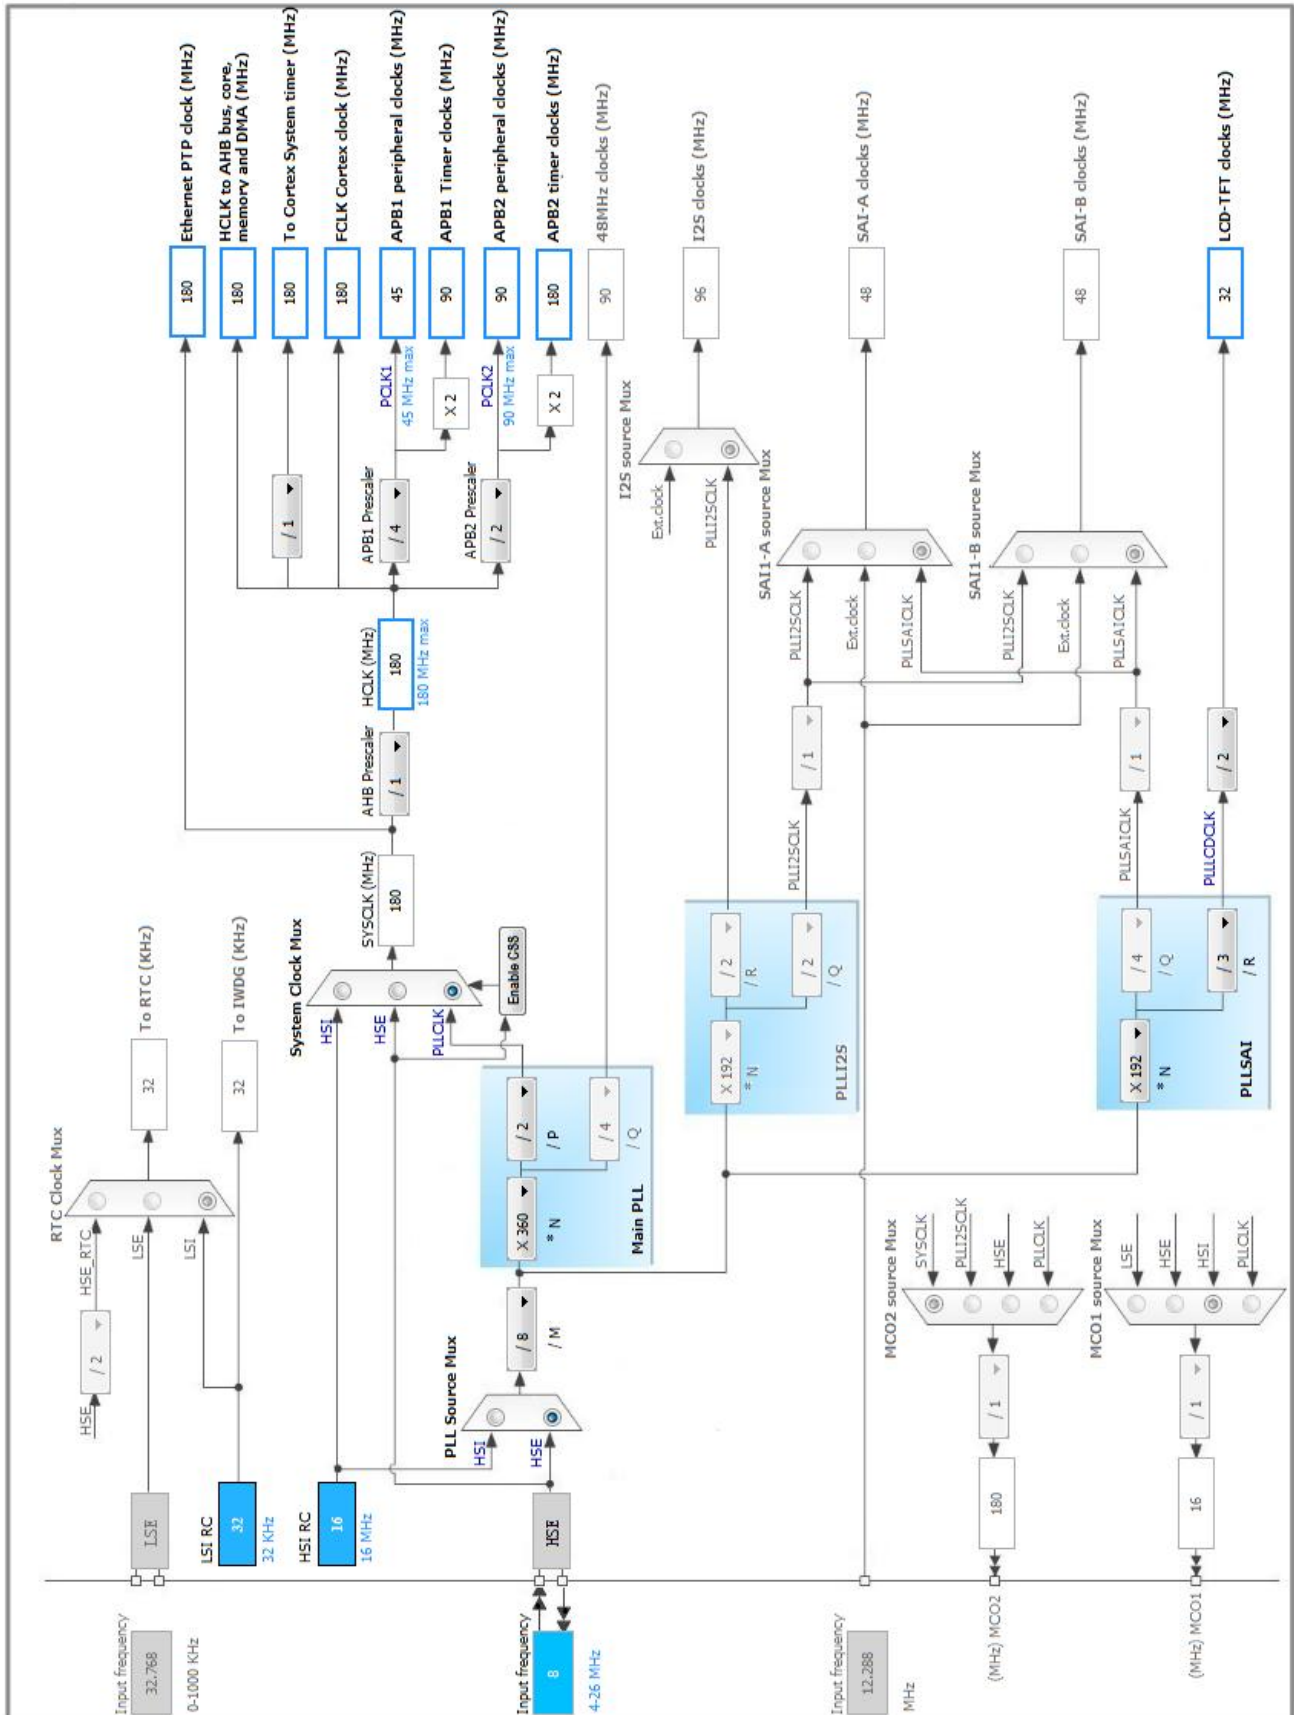 Input frequency
32.768
0-1000 KHz
LSE
HSE
/ 2
HSE_RTC
LSE
LSI
RTC Clock Mux
32
To RTC (KHz)
LSI RC
32
32 KHz
32
To IWDG (KHz)
HSI RC
16
16 MHz
Input frequency
8
4-26 MHz
HSE
PLL Source Mux
HSI
HSE
/ 8
/ M
X 360
* N
/ 2
/ P
/ 4
/ Q
Main PLL
System Clock Mux
HSI
HSE
PLLCLK
Enable CSS
SYSCLK (MHz)
180
AHB Prescaler
/ 1
HCLK (MHz)
180
180 MHz max
/ 1
APB1 Prescaler
/ 4
PCLK1
45 MHz max
X 2
APB2 Prescaler
/ 2
PCLK2
90 MHz max
X 2
180
Ethernet PTP clock (MHz)
180
HCLK to AHB bus, core,
memory and DMA (MHz)
180
To Cortex System timer (MHz)
180
FCLK Cortex clock (MHz)
45
APB1 peripheral clocks (MHz)
90
APB1 Timer clocks (MHz)
90
APB2 peripheral clocks (MHz)
180
APB2 timer clocks (MHz)
90
48MHz clocks (MHz)
X 192
* N
/ 2
/ R
/ 2
/ Q
PLLI2S
PLLI2SCLK
/ 1
I2S source Mux
Ext.clock
PLLI2SCLK
96
I2S clocks (MHz)
Input frequency
12.288
MHz
SAI1-A source Mux
PLLI2SCLK
Ext.clock
PLLSAICLK
48
SAI-A clocks (MHz)
SAI1-B source Mux
PLLI2SCLK
Ext.clock
PLLSAICLK
48
SAI-B clocks (MHz)
X 192
* N
/ 4
/ Q
/ 3
/ R
PLLSAI
PLLSAICLK
/ 1
PLLLCDCLK
/ 2
32
LCD-TFT clocks (MHz)
MCO2 source Mux
SYSCLK
PLLI2SCLK
HSE
PLLCLK
/ 1
180
(MHz) MCO2
MCO1 source Mux
LSE
HSE
HSI
PLLCLK
/ 1
16
(MHz) MCO1